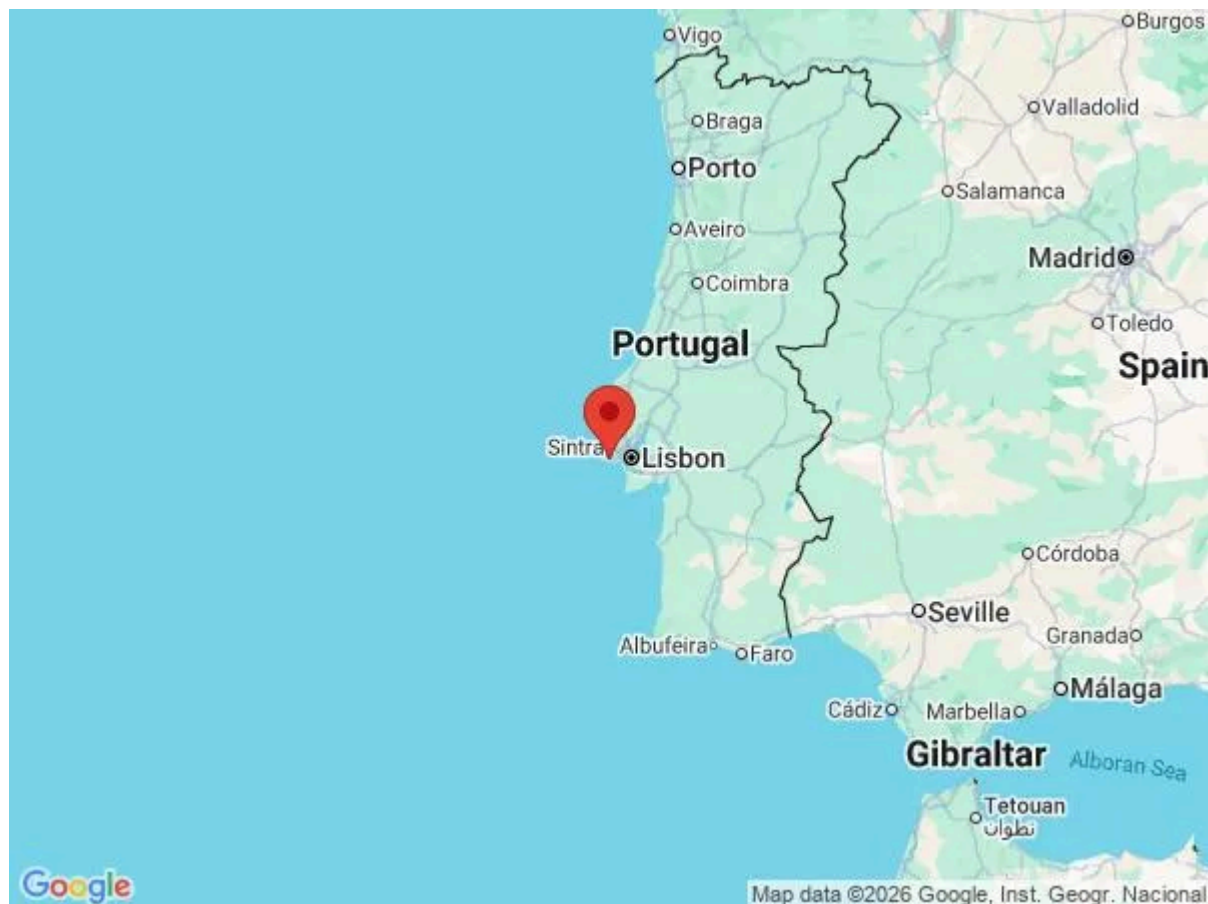 Vigo
Burgos
Valladolid
Braga
Porto
Salamanca
Aveiro
Madrid
Coimbra
Toledo
Portugal
Spain
Sintra
Lisbon
Córdoba
Seville
Granada
Albufeira
Faro
Málaga
Cádiz
Marbella
Gibraltar
Alboran Sea
Tetouan
تطوان
Google
Map data ©2026 Google, Inst. Geogr. Nacional